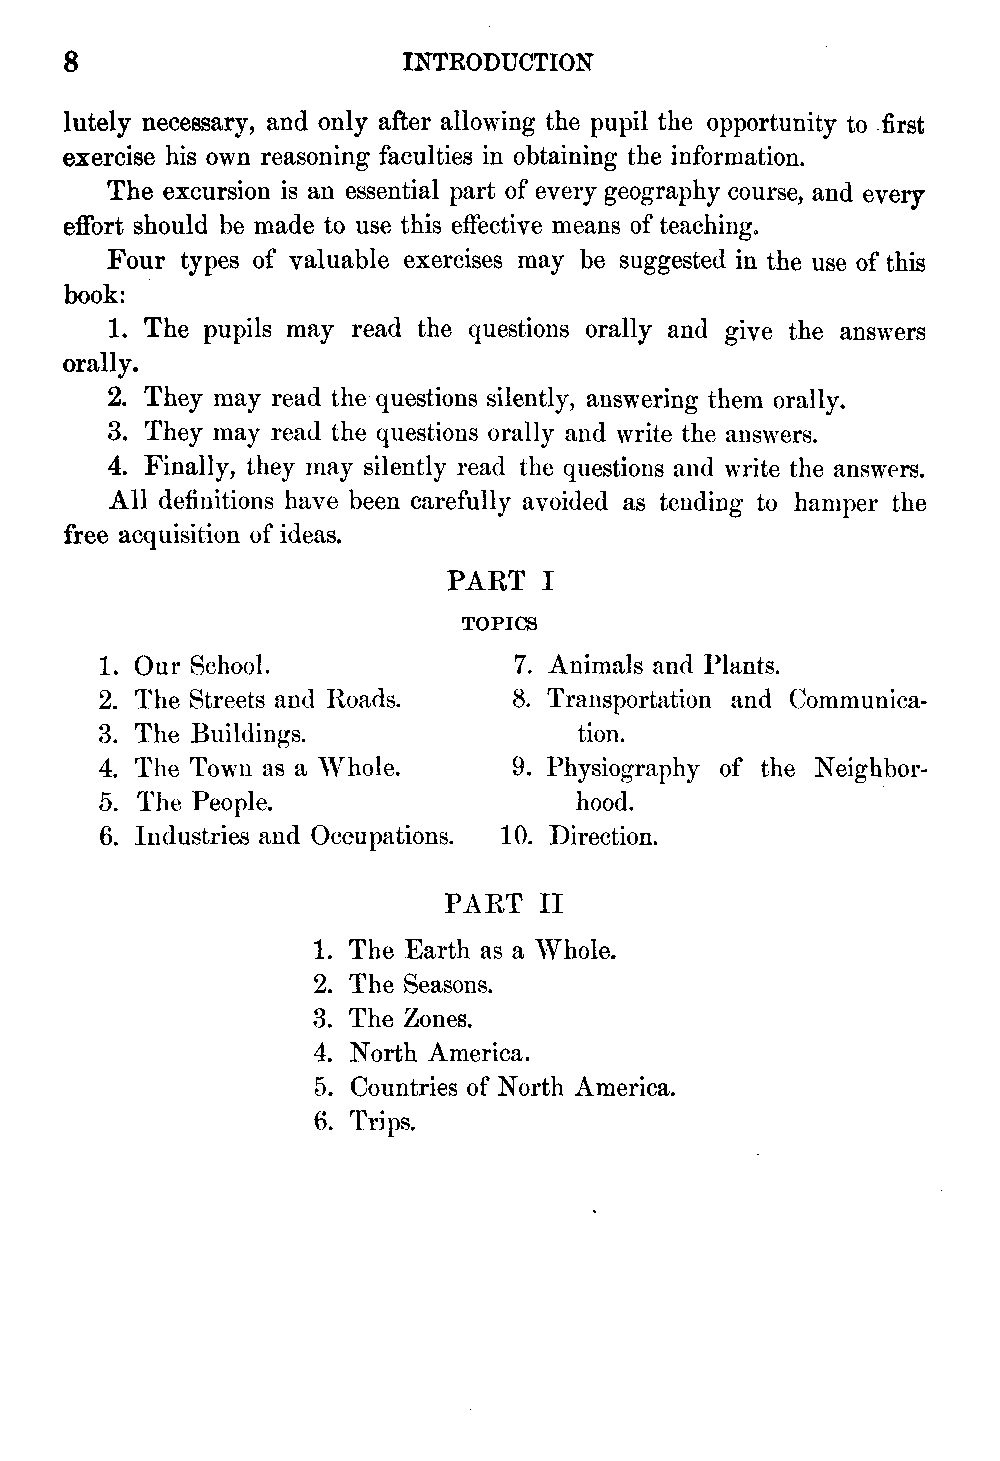 8 INTRODUCTION
lutely necessary, and only after allowing the pupil the opportunity to first
exercise his own reasoning faculties in obtaining the information.
The excursion is an essential part of every geography course, and every
effort should be made to use this effective means of teaching.
Four types of valuable exercises may be suggested in the use of this
book:
1. The pupils may read the questions orally and give the answers
orally.
2. They may read the questions silently, answering them orally.
3. They may read the questions orally and write the answers.
4. Finally, they may silently read the questions and write the answers.
All definitions have been carefully avoided as tending to hamper the
free acquisition of ideas.
PART I
TOPICS
1. Our School.
2. The Streets and Roads.
3. The Buildings.
4. The Town as a Whole.
5. The People.
6. Industries and Occupations.
7. Animals and Plants.
8. Transportation and Communica-
tion.
9. Physiography of the Neighbor-
hood.
10. Direction.
PART II
1. The Earth as a Whole.
2. The Seasons.
3. The Zones.
4. North America.
5. Countries of North America.
6. Trips.